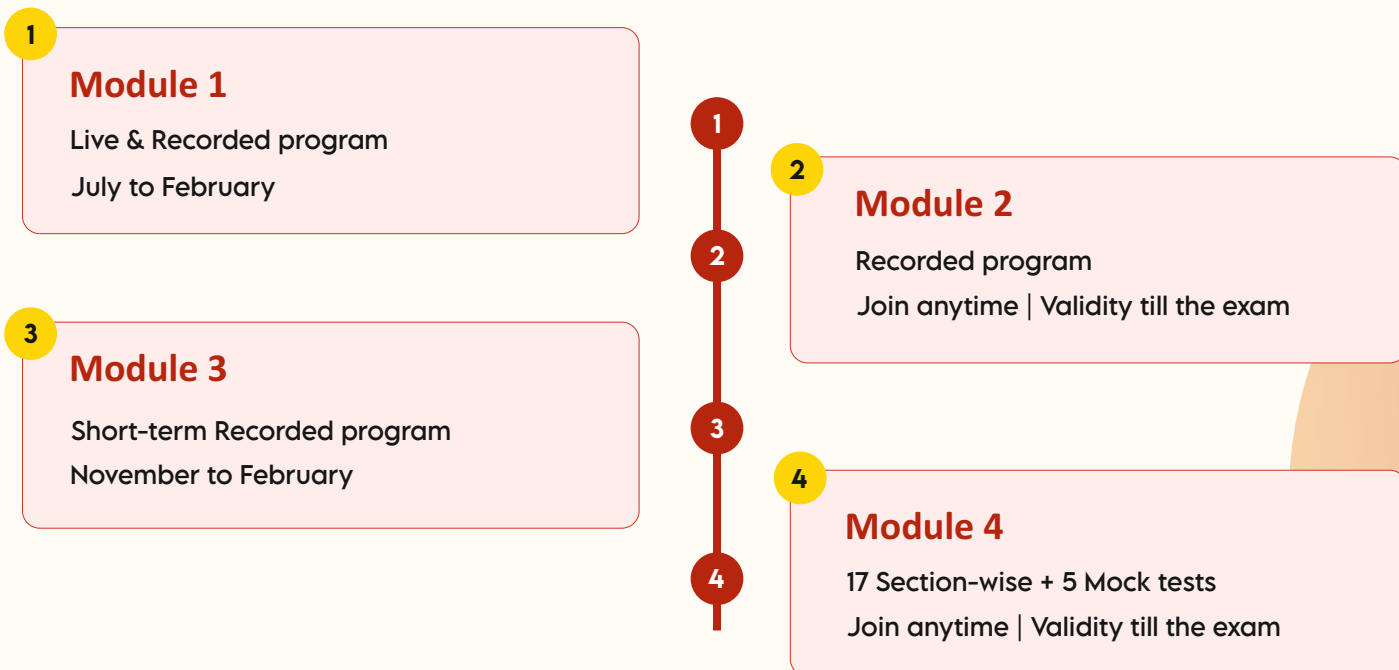 1
Module 1
Live & Recorded program
July to February
2
Module 2
Recorded program
Join anytime | Validity till the exam
3
Module 3
Short-term Recorded program
November to February
4
Module 4
17 Section-wise + 5 Mock tests
Join anytime | Validity till the exam
1
2
3
4